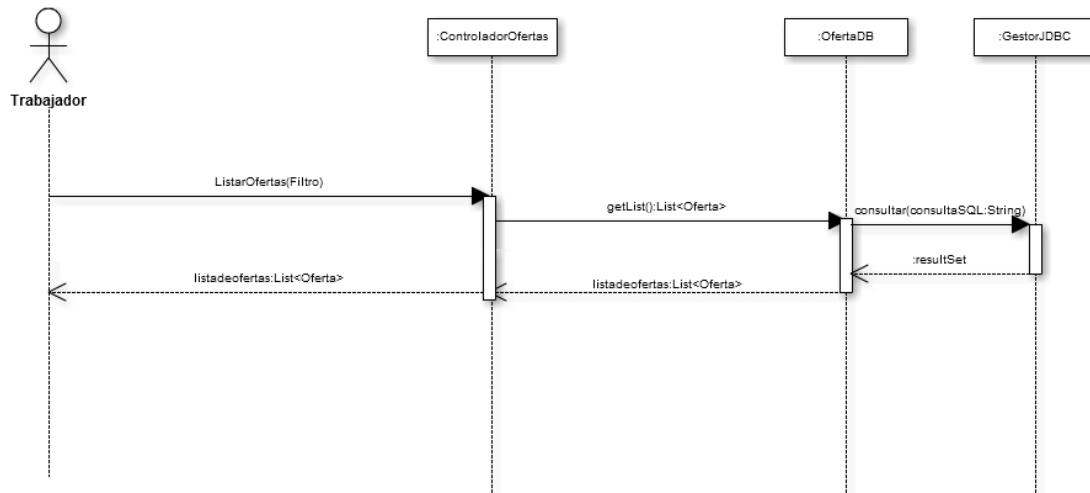 :ControladorOfertas
:OfertaDB
:GestorJDBC
Trabajador
ListarOfertas(Filtro)
getList():List<Oferta>
consultar(consultaSQL:String)
:resultSet
listadeofertas:List<Oferta>
listadeofertas:List<Oferta>